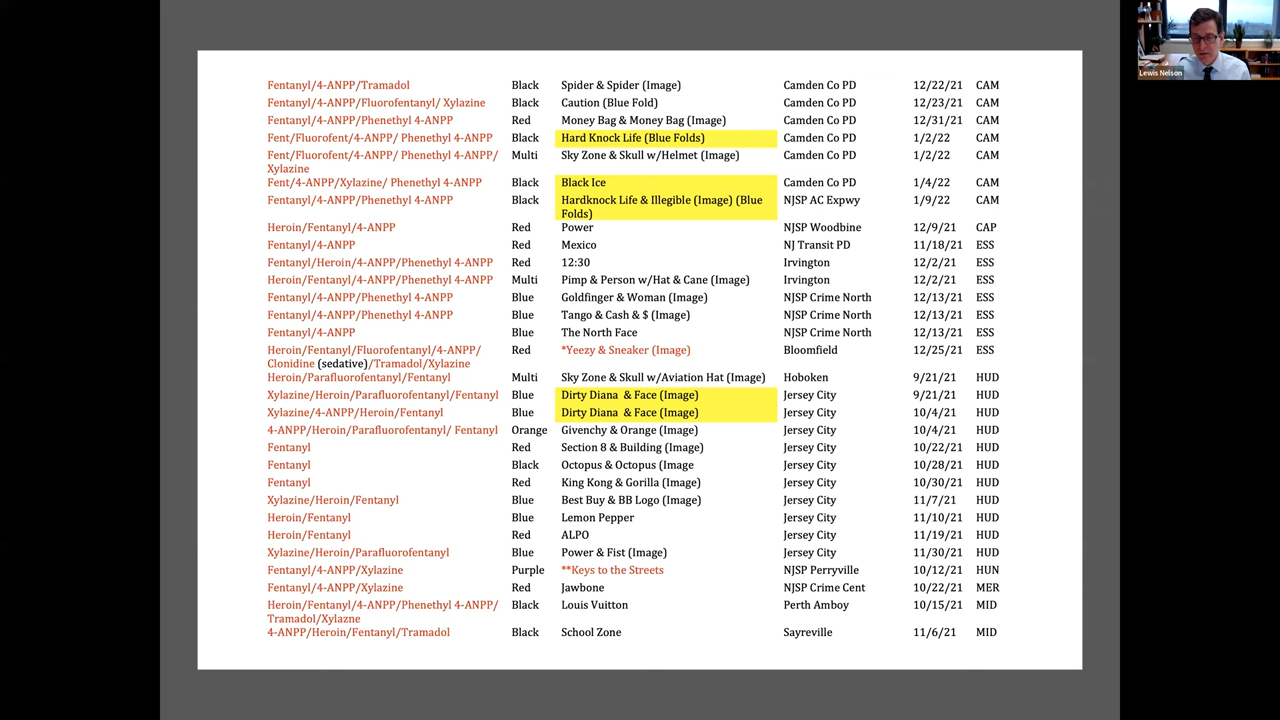 Fentanyl/4-ANPP/Tramadol Black Spider & Spider (Image) Camden Co PD 12/22/21 CAM
Fentanyl/4-ANPP/Fluorofentanyl/ Xylazine Black Caution (Blue Fold) Camden Co PD 12/23/21 CAM
Fentanyl/4-ANPP/Phenethyl 4-ANPP Red Money Bag & Money Bag (Image) Camden Co PD 12/31/21 CAM
Fent/Fluorofent/4-ANPP/ Phenethyl 4-ANPP Black Hard Knock Life (Blue Folds) Camden Co PD 1/2/22 CAM
Fent/Fluorofent/4-ANPP/ Phenethyl 4-ANPP/ Multi Sky Zone & Skull w/Helmet (Image) Camden Co PD 1/2/22 CAM
Xylazine
Fent/4-ANPP/Xylazine/ Phenethyl 4-ANPP Black Black Ice Camden Co PD 1/4/22 CAM
Fentanyl/4-ANPP/Phenethyl 4-ANPP Black Hardknock Life & Illegible (Image) (Blue NJSP AC Expwy 1/9/22 CAM
Folds)
Heroin/Fentanyl/4-ANPP Red Power NJSP Woodbine 12/9/21 CAP
Fentanyl/4-ANPP Red Mexico NJ Transit PD 11/18/21 ESS
Fentanyl/Heroin/4-ANPP/Phenethyl 4-ANPP Red 12:30 Irvington 12/2/21 ESS
Heroin/Fentanyl/4-ANPP/Phenethyl 4-ANPP Multi Pimp & Person w/Hat & Cane (Image) Irvington 12/2/21 ESS
Fentanyl/4-ANPP/Phenethyl 4-ANPP Blue Goldfinger & Woman (Image) NJSP Crime North 12/13/21 ESS
Fentanyl/4-ANPP/Phenethyl 4-ANPP Blue Tango & Cash & $ (Image) NJSP Crime North 12/13/21 ESS
Fentanyl/4-ANPP Blue The North Face NJSP Crime North 12/13/21 ESS
Heroin/Fentanyl/Fluorofentanyl/4-ANPP/ Red *Yeezy & Sneaker (Image) Bloomfield 12/25/21 ESS
Clonidine (sedative)/Tramadol/Xylazine
Heroin/Parafluorofentanyl/Fentanyl Multi Sky Zone & Skull w/Aviation Hat (Image) Hoboken 9/21/21 HUD
Xylazine/Heroin/Parafluorofentanyl/Fentanyl Blue Dirty Diana & Face (Image) Jersey City 9/21/21 HUD
Xylazine/4-ANPP/Heroin/Fentanyl Blue Dirty Diana & Face (Image) Jersey City 10/4/21 HUD
4-ANPP/Heroin/Parafluorofentanyl/ Fentanyl Orange Givenchy & Orange (Image) Jersey City 10/4/21 HUD
Fentanyl Red Section 8 & Building (Image) Jersey City 10/22/21 HUD
Fentanyl Black Octopus & Octopus (Image Jersey City 10/28/21 HUD
Fentanyl Red King Kong & Gorilla (Image) Jersey City 10/30/21 HUD
Xylazine/Heroin/Fentanyl Blue Best Buy & BB Logo (Image) Jersey City 11/7/21 HUD
Heroin/Fentanyl Blue Lemon Pepper Jersey City 11/10/21 HUD
Heroin/Fentanyl Red ALPO Jersey City 11/19/21 HUD
Xylazine/Heroin/Parafluorofentanyl Blue Power & Fist (Image) Jersey City 11/30/21 HUD
Fentanyl/4-ANPP/Xylazine Purple **Keys to the Streets NJSP Perryville 10/12/21 HUN
Fentanyl/4-ANPP/Xylazine Red Jawbone NJSP Crime Cent 10/22/21 MER
Heroin/Fentanyl/4-ANPP/Phenethyl 4-ANPP/ Black Louis Vuitton Perth Amboy 10/15/21 MID
Tramadol/Xylazne
4-ANPP/Heroin/Fentanyl/Tramadol Black School Zone Sayreville 11/6/21 MID
Lewis Nelson